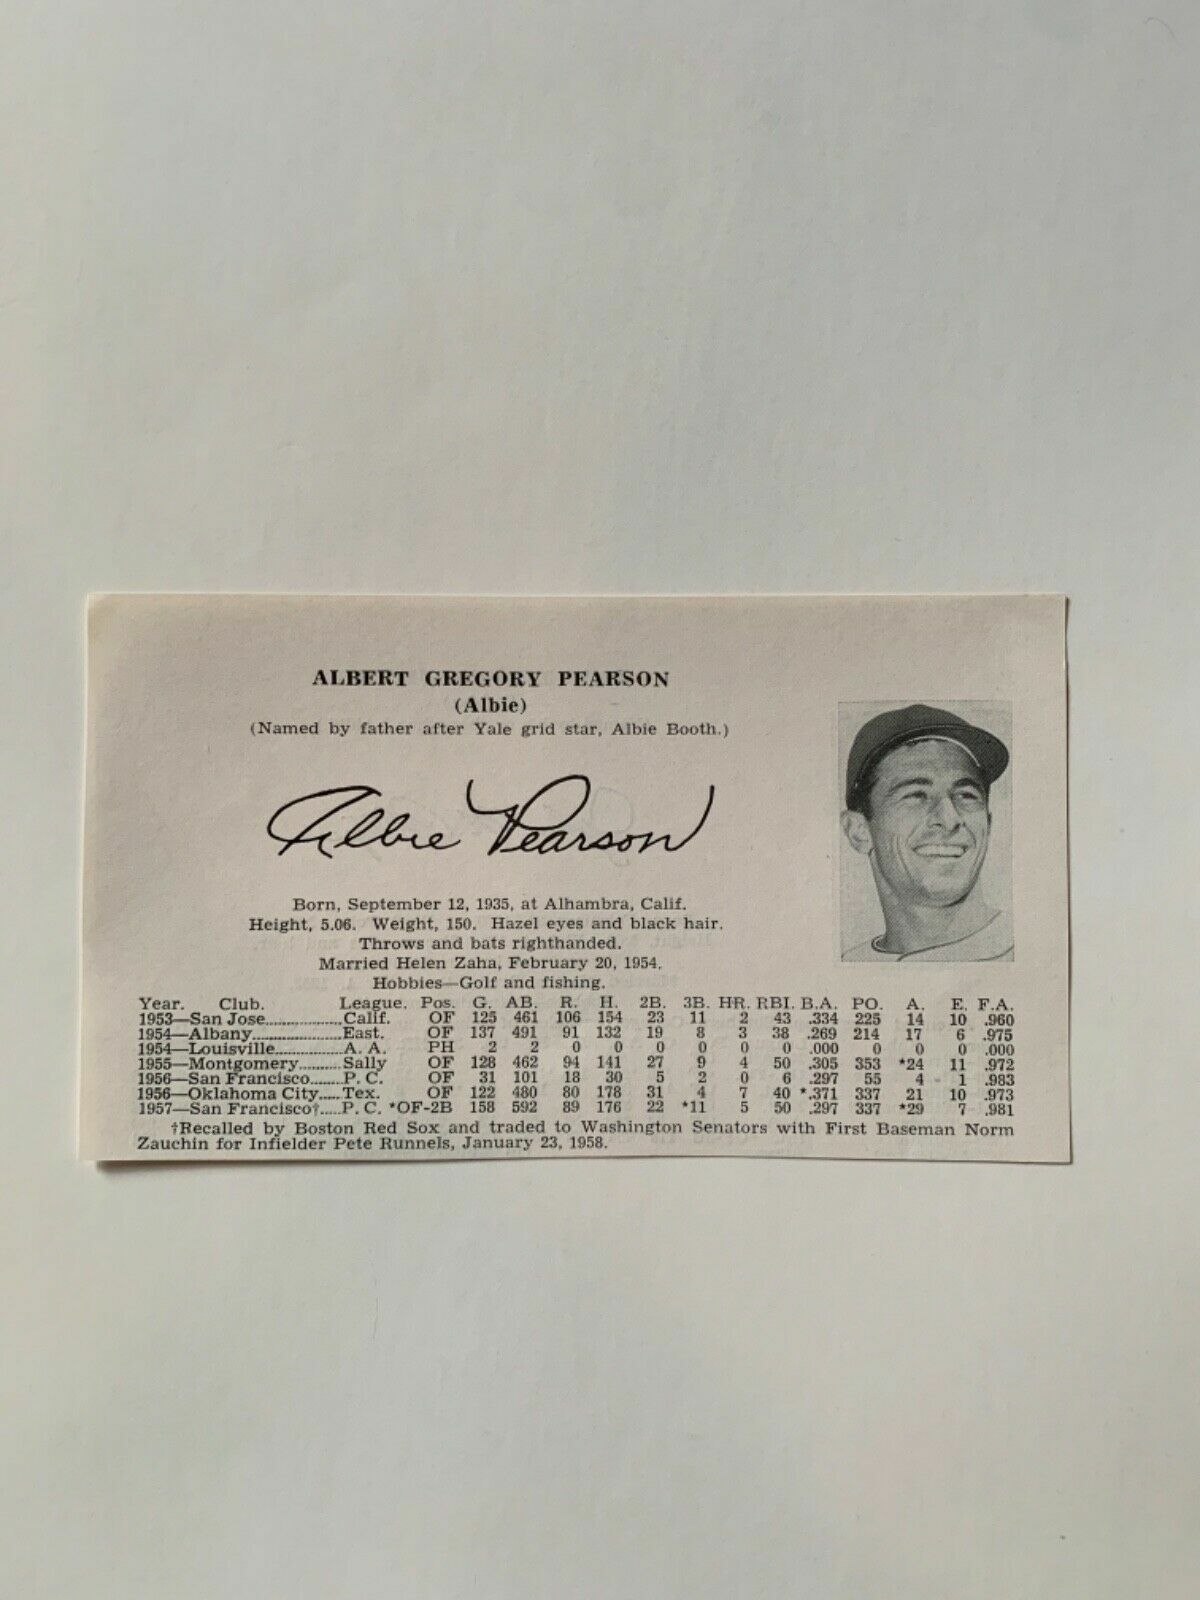 ALBERT GREGORY PEARSON
(Albie)
(Named by father after Yale grid star, Albie Booth.)
Albie Pearson
Born, September 12, 1935, at Alhambra, Calif.
Height, 5.06. Weight, 150. Hazel eyes and black hair.
Throws and bats righthanded.
Married Helen Zaha, February 20, 1954.
Hobbies—Golf and fishing.
Year. Club. League. Pos. G. AB. R. H. 2B. 3B. HR. RBI. B.A. PO. A. E. F.A.
1953—San Jose....................Calif. OF 125 461 106 154 23 11 2 43 .334 225 14 10 .960
1954—Albany.......................East. OF 137 491 91 132 19 8 3 38 .269 214 17 6 .975
1954—Louisville..................A. A. PH 2 2 0 0 0 0 0 0 .000 0 0 0 .000
1955—Montgomery...........Sally OF 128 462 94 141 27 9 4 50 .305 353 *24 11 .972
1956—San Francisco........P. C. OF 31 101 18 30 5 2 0 6 .297 55 4 1 .983
1956—Oklahoma City.....Tex. OF 122 480 80 178 31 4 7 40 *.371 337 21 10 .973
1957—San Francisco†.....P. C. *OF-2B 158 592 89 176 22 *11 5 50 .297 337 *29 7 .981
†Recalled by Boston Red Sox and traded to Washington Senators with First Baseman Norm
Zauchin for Infielder Pete Runnels, January 23, 1958.